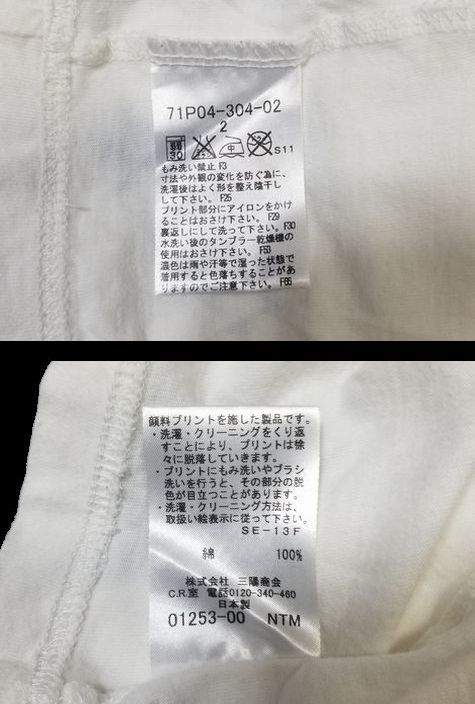 71P04-304-02
2
弱
30
中
S11
もみ洗い禁止 F3
寸法や外観の変化を防ぐ為に、
洗濯後はよく形を整え陰干し
して下さい。 F25
プリント部分にアイロンをかけ
ることはおさけ下さい。 F29
裏返しにして洗って下さい。F30
水洗い後のタンブラー乾燥機の
使用はおさけ下さい。 F53
濃色は雨や汗等で湿った状態で
着用すると色落ちすることがあ
りますのでご注意下さい。 F66
顔料プリントを施した製品です。
・洗濯・クリーニングをくり返
すことにより、プリントは徐
々に脱落していきます。
・プリントにもみ洗いやブラシ
洗いを行うと、その部分の脱
色が目立つことがあります。
・洗濯・クリーニング方法は、
取扱い絵表示に従って下さい。
SE-13F
綿 100%
株式会社 三陽商会
C.R.室 電話0120-340-460
日本製
01253-00 NTM